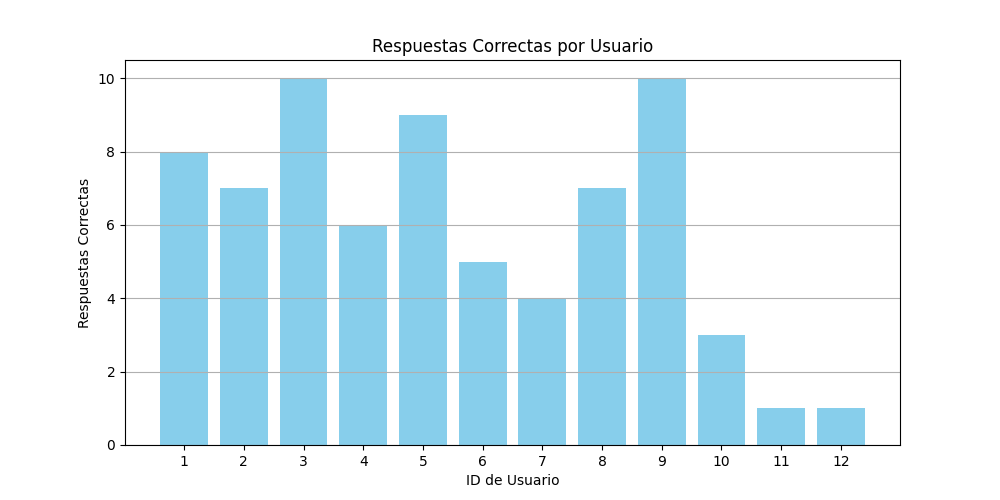 Respuestas Correctas por Usuario
Respuestas Correctas
10
8
6
4
2
0
1 2 3 4 5 6 7 8 9 10 11 12
ID de Usuario